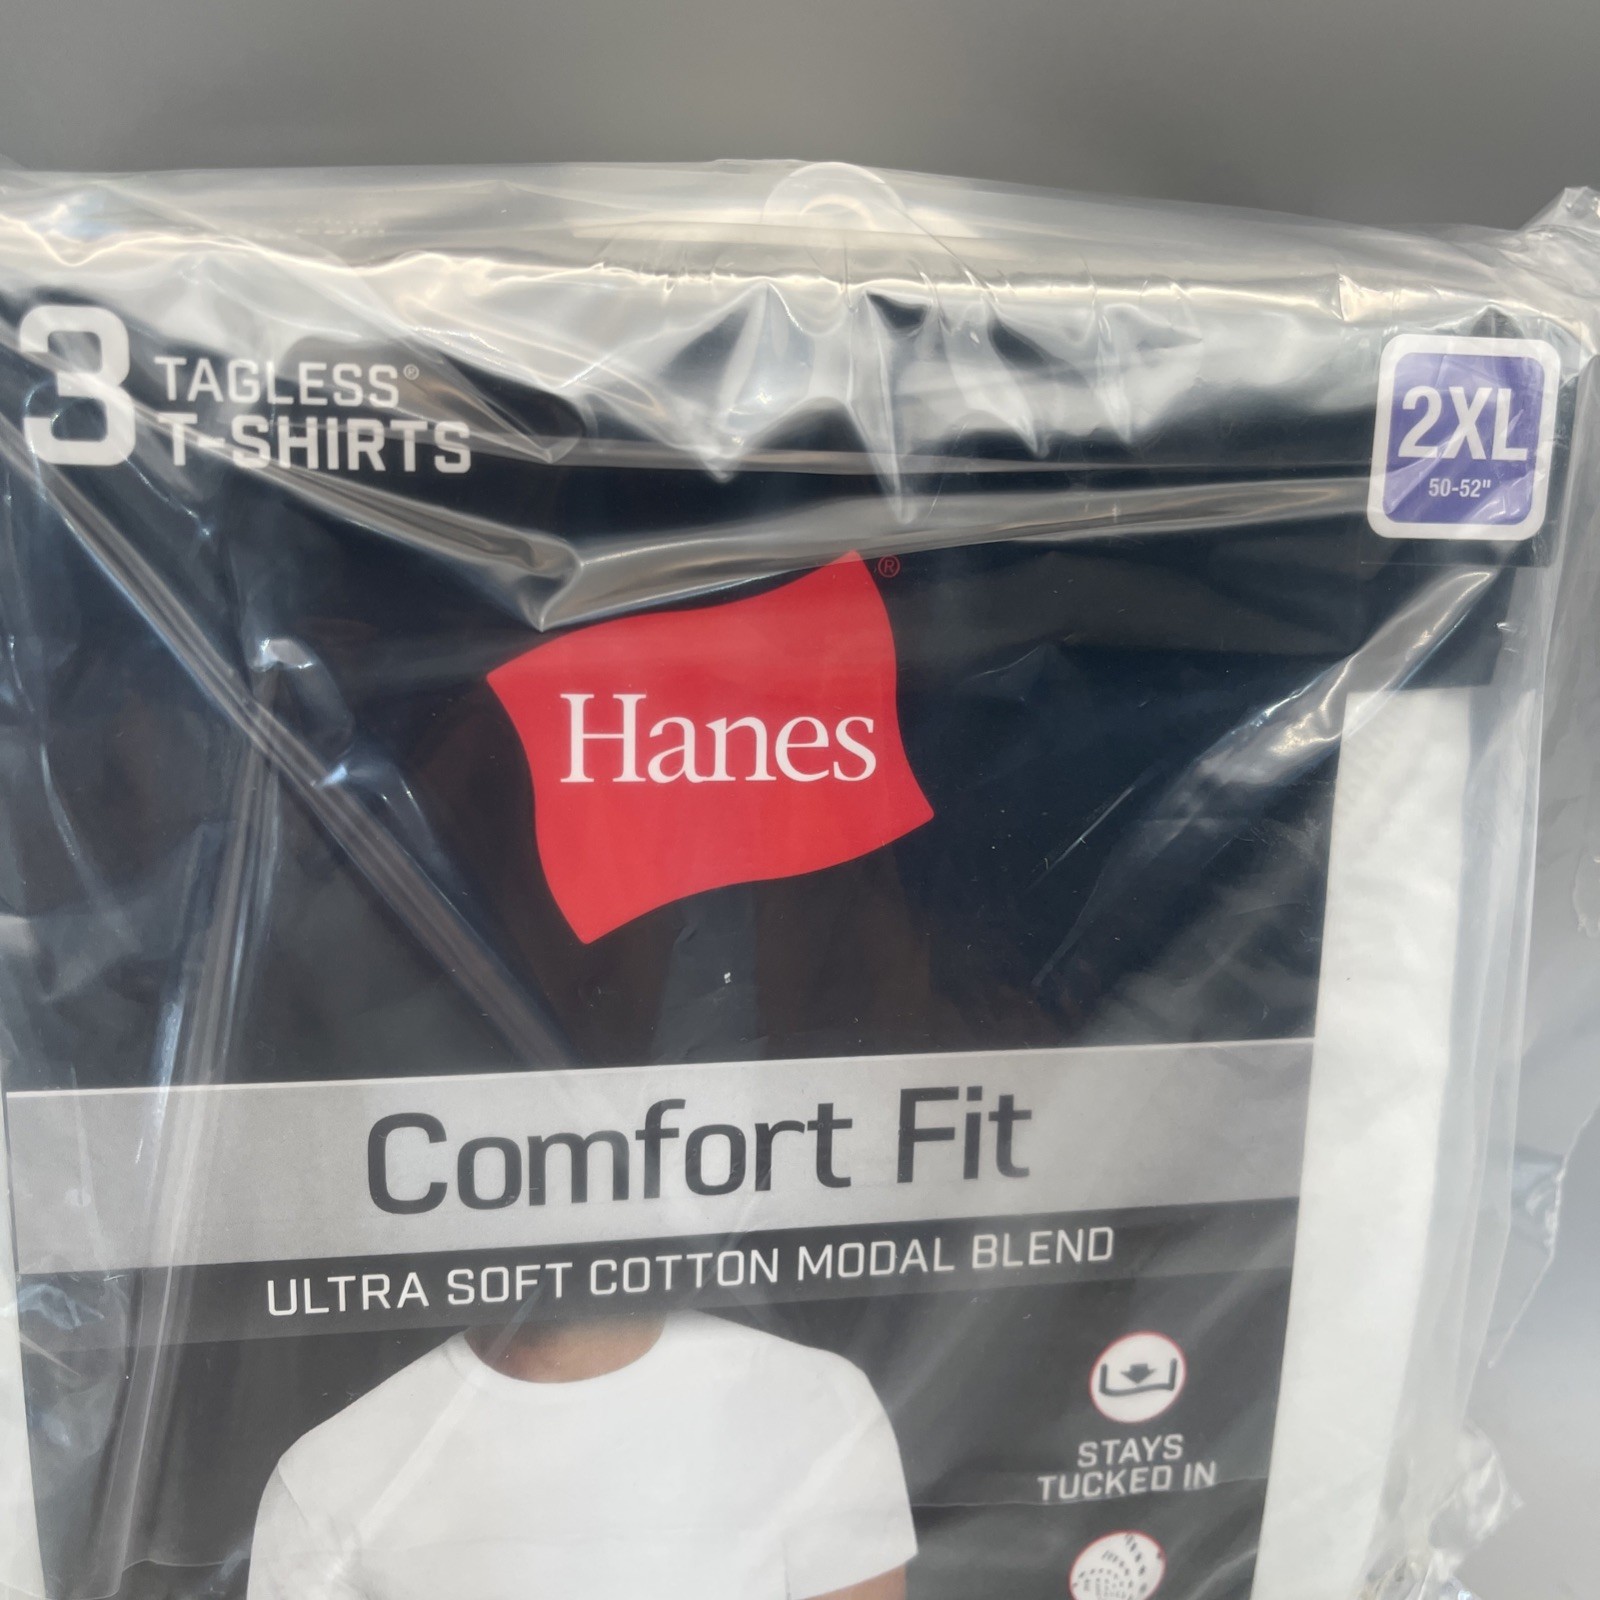 3
TAGLESS®
T-SHIRTS
2XL
50-52"
Hanes®
Comfort Fit
ULTRA SOFT COTTON MODAL BLEND
STAYS
TUCKED IN